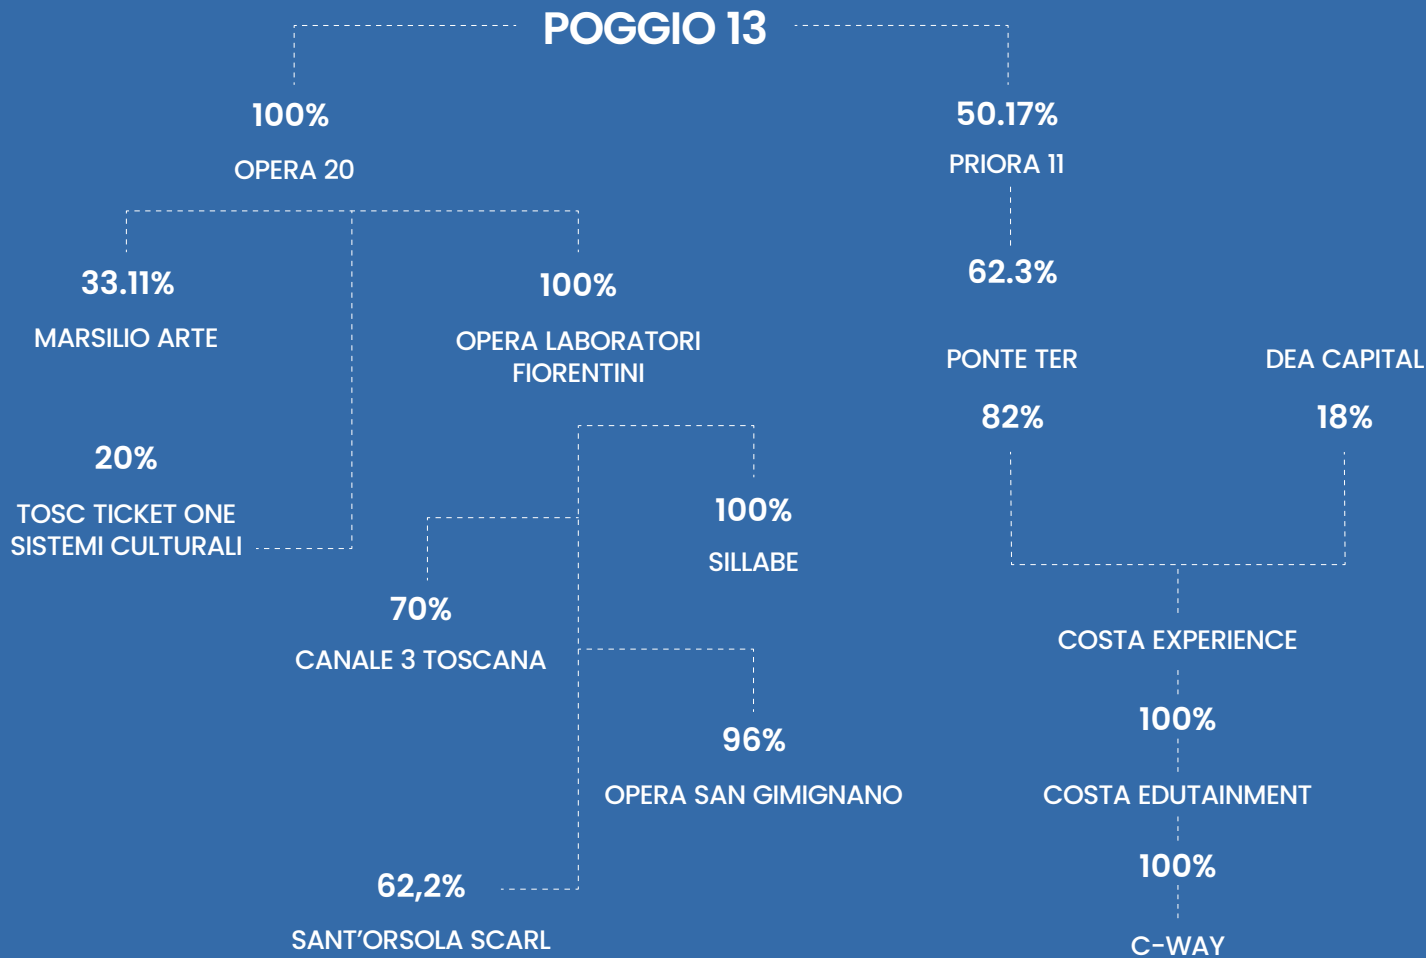 POGGIO 13
100%
OPERA 20
50.17%
PRIORA 11
33.11%
MARSILIO ARTE
100%
OPERA LABORATORI
FIORENTINI
62.3%
PONTE TER
82%
DEA CAPITAL
18%
20%
TOSC TICKET ONE
SISTEMI CULTURALI
100%
SILLABE
70%
CANALE 3 TOSCANA
96%
OPERA SAN GIMIGNANO
62,2%
SANT'ORSOLA SCARL
COSTA EXPERIENCE
100%
COSTA EDUTAINMENT
100%
C-WAY